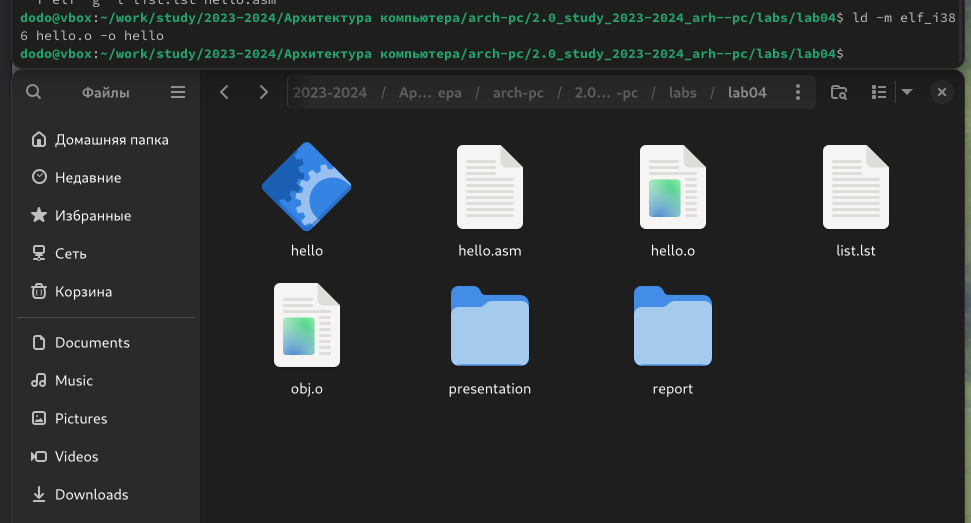 elf -g -l list.lst hello.asm
dodo@vbox:~/work/study/2023-2024/Архитектура компьютера/arch-pc/2.0_study_2023-2024_arh--pc/labs/lab04$ ld -m elf_i38
6 hello.o -o hello
dodo@vbox:~/work/study/2023-2024/Архитектура компьютера/arch-pc/2.0_study_2023-2024_arh--pc/labs/lab04$
Файлы
2023-2024 / Ар... ера / arch-pc / 2.0... -pc / labs / lab04
Домашняя папка
Недавние
Избранные
Сеть
Корзина
Documents
Music
Pictures
Videos
Downloads
hello
hello.asm
hello.o
list.lst
obj.o
presentation
report